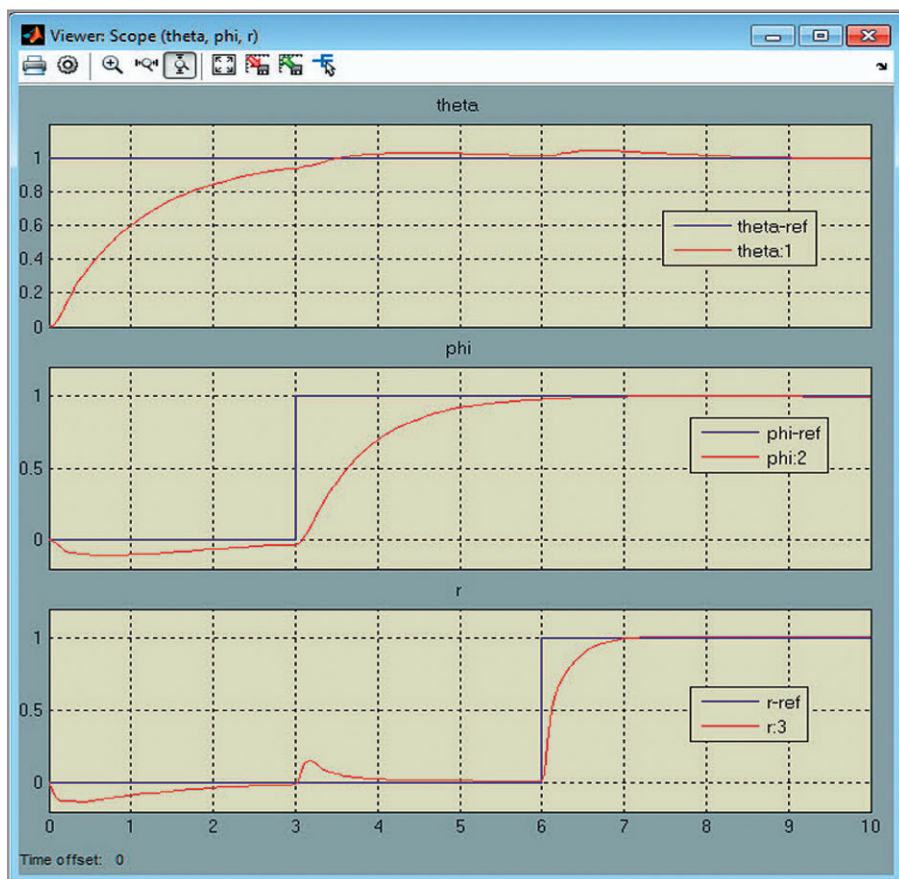 Viewer: Scope (theta, phi, r)
theta
1
0.8
0.6
0.4
0.2
0
theta-ref
theta:1
phi
1
0.5
0
phi-ref
phi:2
r
1
0.5
0
r-ref
r:3
0 1 2 3 4 5 6 7 8 9 10
Time offset: 0